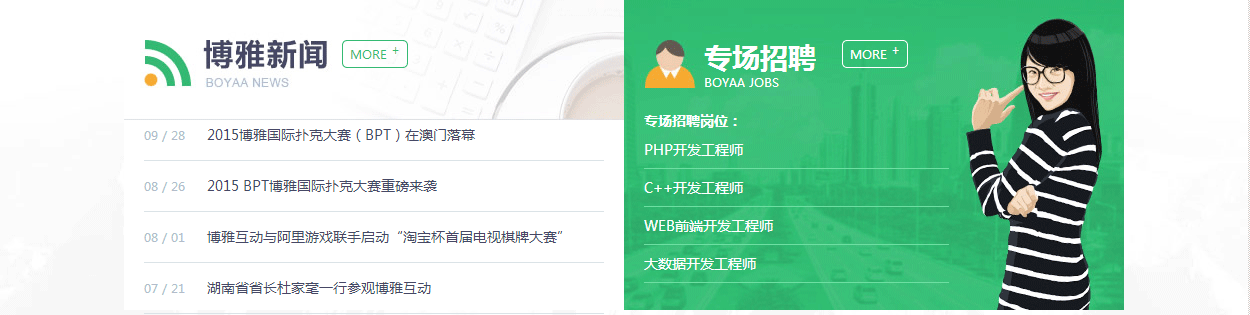 博雅新闻
MORE +
BOYAA NEWS
09 / 28 2015博雅国际扑克大赛（BPT）在澳门落幕
08 / 26 2015 BPT博雅国际扑克大赛重磅来袭
08 / 01 博雅互动与阿里游戏联手启动“淘宝杯首届电视棋牌大赛”
07 / 21 湖南省省长杜家毫一行参观博雅互动
专场招聘
MORE +
BOYAA JOBS
专场招聘岗位：
PHP开发工程师
C++开发工程师
WEB前端开发工程师
大数据开发工程师